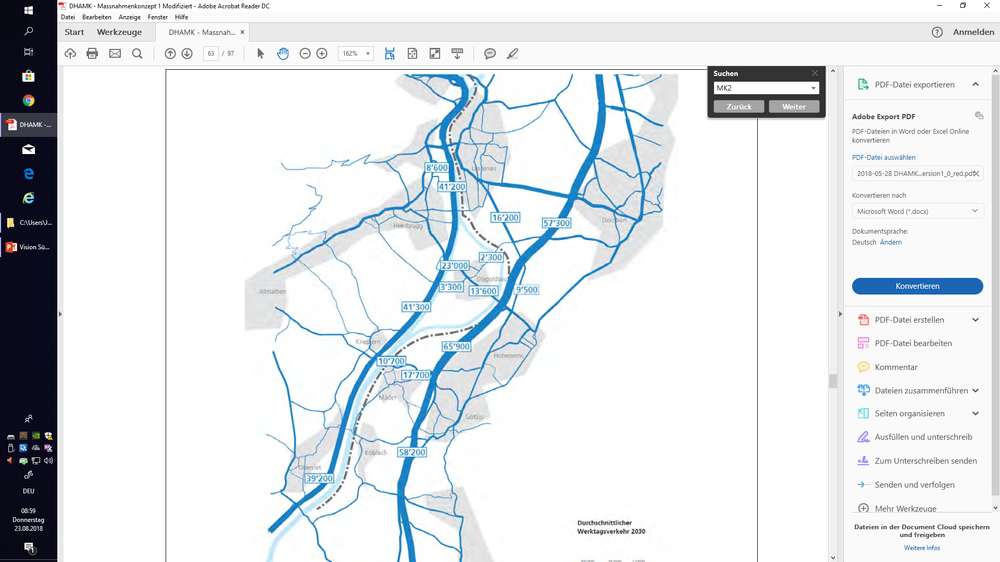 DHAMK - Massnahmenkonzept 1 Modifiziert - Adobe Acrobat Reader DC
Datei Bearbeiten Anzeige Fenster Hilfe
Start Werkzeuge DHAMK - Massnah... × Anmelden
63 / 97 162%
Suchen
MK2
Zurück Weiter
DHAMK -...
C:\Users\J...
Vision Sü...
DEU
08:59
Donnerstag
23.08.2018
1
8'600
Lustenau
41'200
16'200
57'300
Dornbirn
Heerbrugg
2'300
23'000
Diepoldsau
3'300
13'600
9'500
Altstätten
41'300
Kriessern
65'900
Hohenems
10'700
17'700
Mäder
Götzis
Koblach
58'200
Oberriet
39'200
Durchschnittlicher
Werktagsverkehr 2030
PDF-Datei exportieren
Adobe Export PDF
PDF-Dateien in Word oder Excel Online
konvertieren
PDF-Datei auswählen
2018-05-28 DHAMK...ersion1_0_red.pdf
Konvertieren nach
Microsoft Word (*.docx)
Dokumentsprache:
Deutsch Ändern
Konvertieren
PDF-Datei erstellen
PDF-Datei bearbeiten
Kommentar
Dateien zusammenführen
Seiten organisieren
Ausfüllen und unterschreib
Zum Unterschreiben senden
Senden und verfolgen
Mehr Werkzeuge
Dateien in der Document Cloud speichern
und freigeben
Weitere Infos